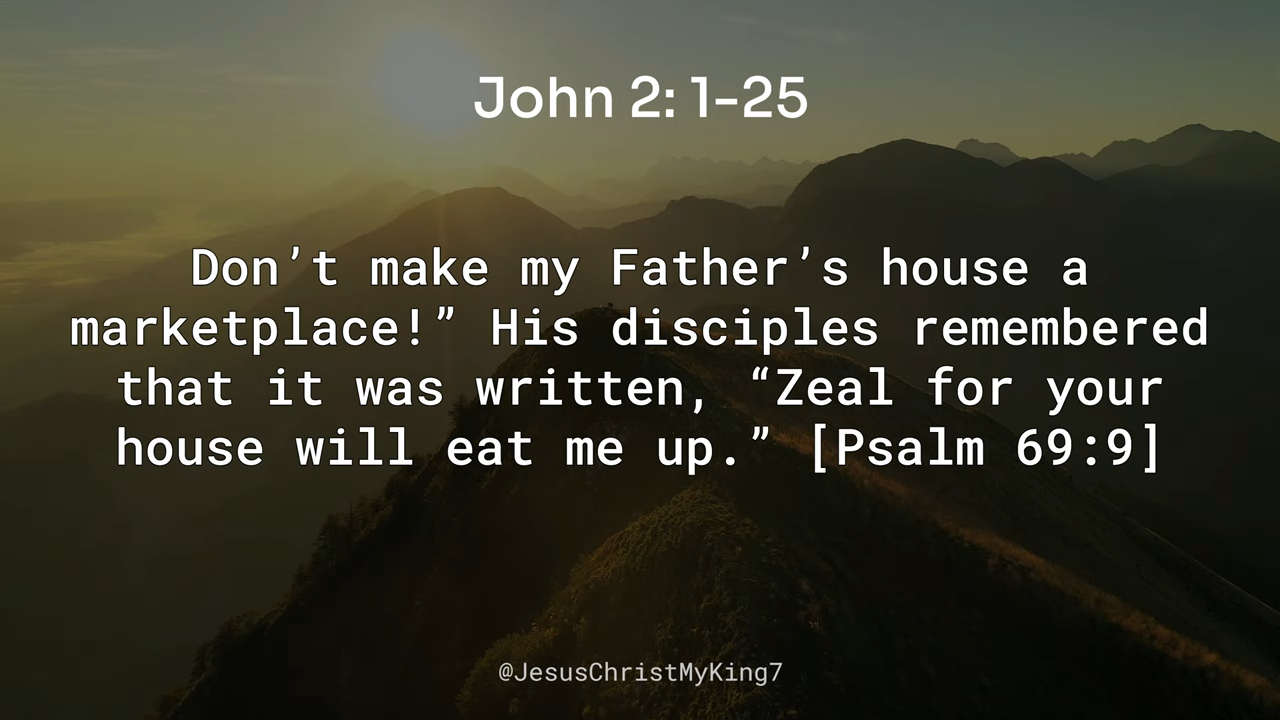 John 2: 1-25
Don’t make my Father’s house a
marketplace!” His disciples remembered
that it was written, “Zeal for your
house will eat me up.” [Psalm 69:9]
@JesusChristMyKing7